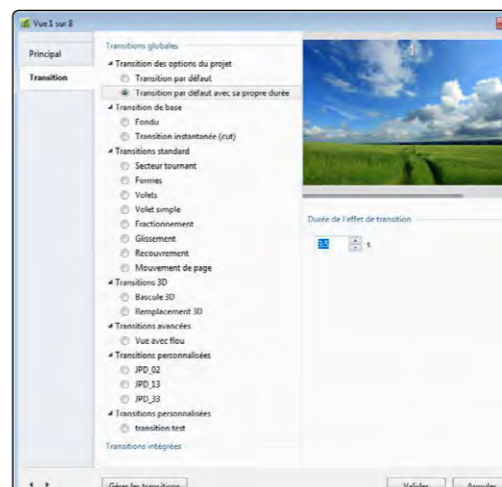 Vue 1 sur 8
Principal
Transition
Transitions globales
Transition des options du projet
Transition par défaut
Transition par défaut avec sa propre durée
Transition de base
Fondu
Transition instantanée (cut)
Transitions standard
Secteur tournant
Formes
Volets
Volet simple
Fractionnement
Glissement
Recouvrement
Mouvement de page
Transitions 3D
Bascule 3D
Remplacement 3D
Transitions avancées
Vue avec flou
Transitions personnalisées
JPD_02
JPD_13
JPD_33
Transitions personnalisées
transition test
Transitions intégrées
1
Durée de l'effet de transition
s
Gérer les transitions
Valider
Annuler